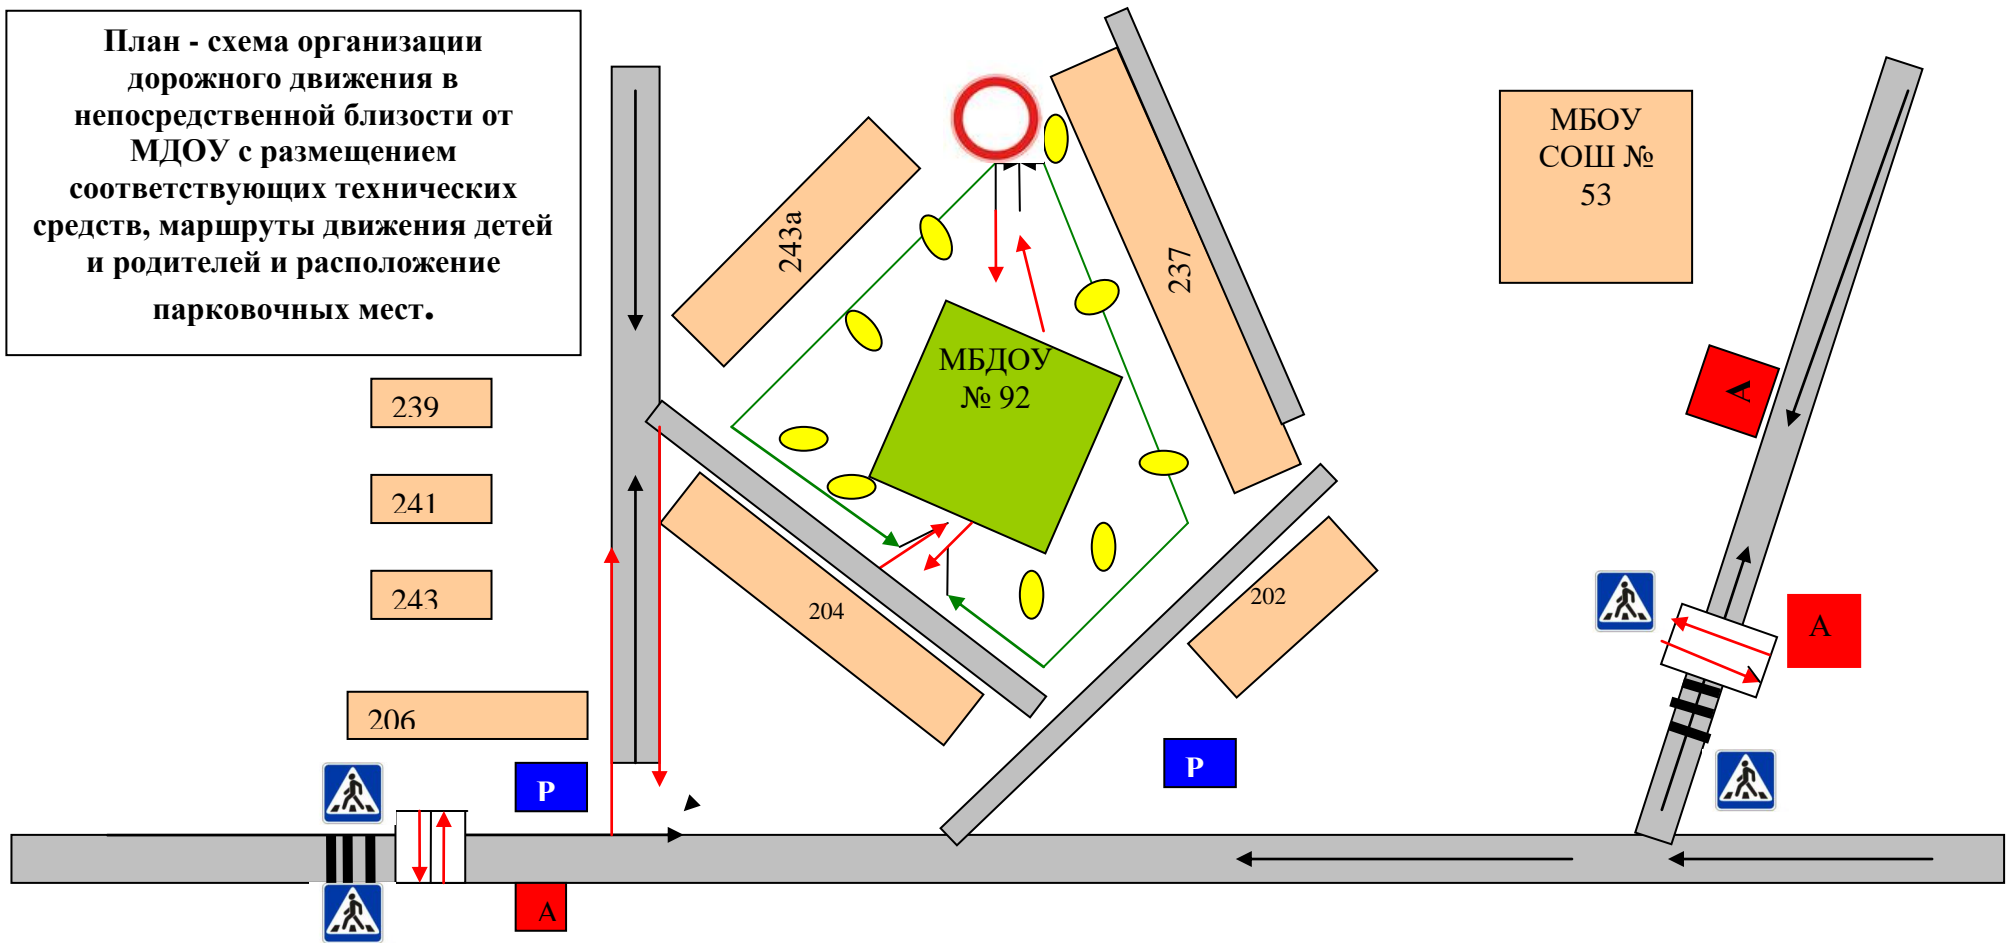 План - схема организации
дорожного движения в
непосредственной близости от
МДОУ с размещением
соответствующих технических
средств, маршруты движения детей
и родителей и расположение
парковочных мест.
243а
237
МБОУ
СОШ №
53
МБДОУ
№ 92
А
239
241
243
204
202
А
206
Р
Р
А